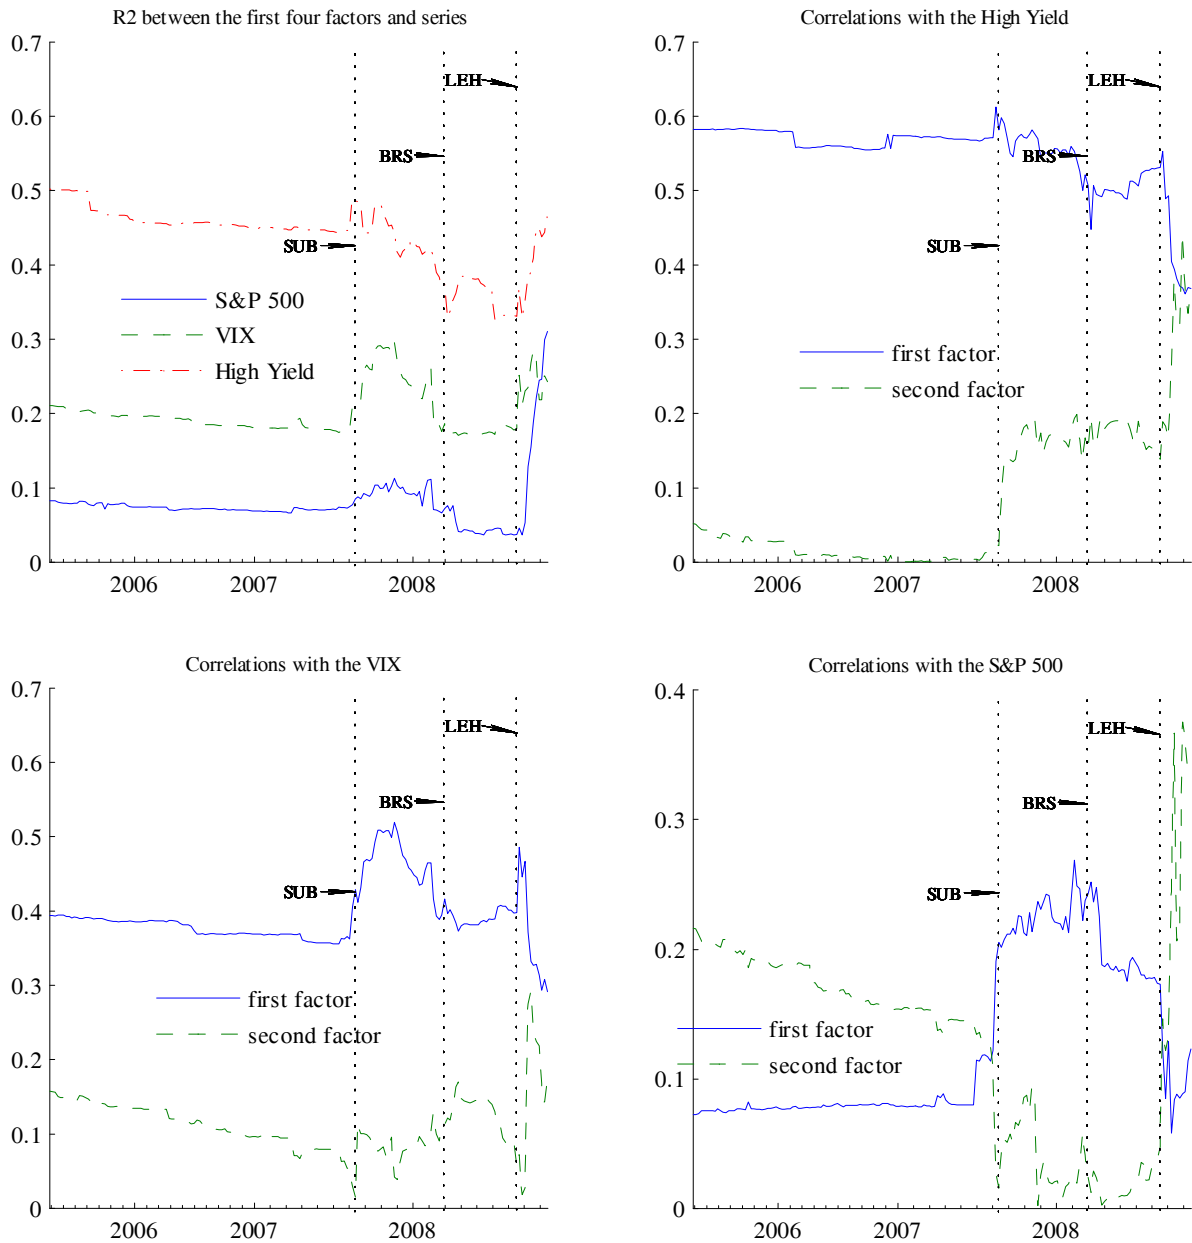 R2 between the first four factors and series
0.7
0.6
0.5
0.4
0.3
0.2
0.1
0
LEH
BRS
SUB
S&P 500
VIX
High Yield
2006
2007
2008
Correlations with the High Yield
0.7
0.6
0.5
0.4
0.3
0.2
0.1
0
LEH
BRS
SUB
first factor
second factor
2006
2007
2008
Correlations with the VIX
0.7
0.6
0.5
0.4
0.3
0.2
0.1
0
LEH
BRS
SUB
first factor
second factor
2006
2007
2008
Correlations with the S&P 500
0.4
0.3
0.2
0.1
0
LEH
BRS
SUB
first factor
second factor
2006
2007
2008